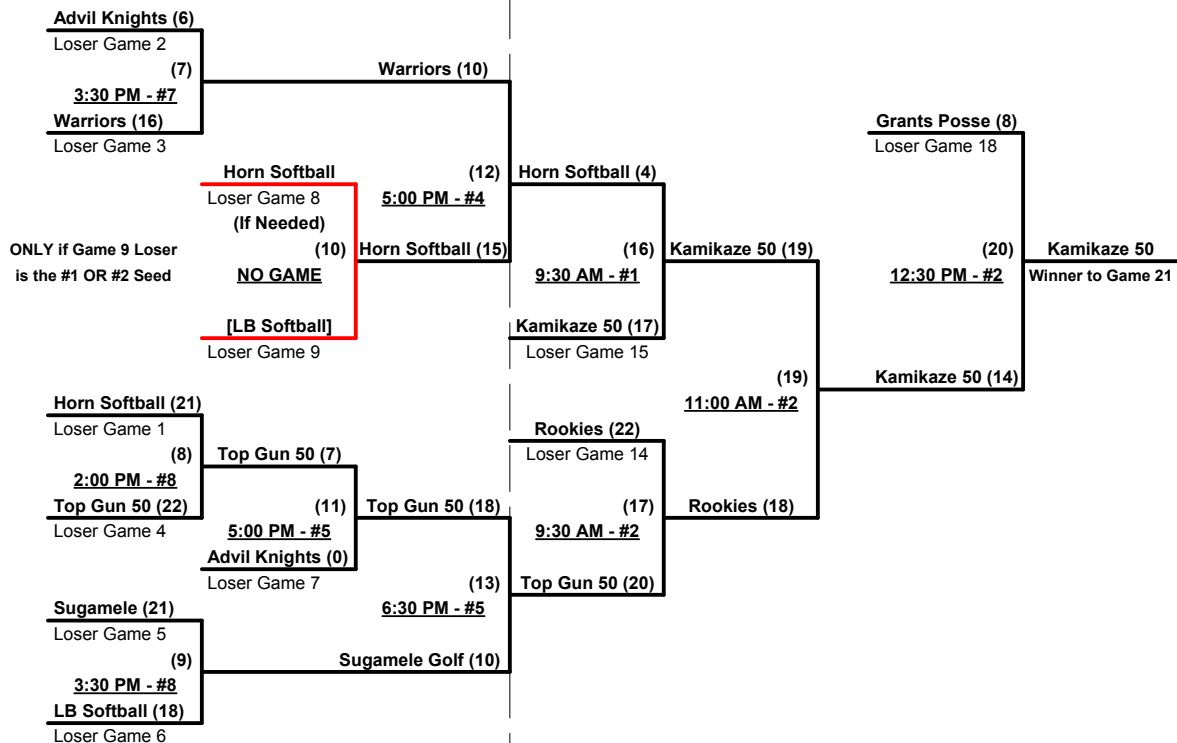 Advil Knights (6)
Loser Game 2
(7)
3:30 PM - #7
Warriors (16)
Loser Game 3
Warriors (10)
Horn Softball
Loser Game 8
(If Needed)
ONLY if Game 9 Loser
is the #1 OR #2 Seed
(10)
NO GAME
[LB Softball]
Loser Game 9
Horn Softball (15)
(12)
5:00 PM - #4
Horn Softball (4)
(16)
9:30 AM - #1
Kamikaze 50 (17)
Loser Game 15
Kamikaze 50 (19)
Horn Softball (21)
Loser Game 1
(8)
2:00 PM - #8
Top Gun 50 (22)
Loser Game 4
Top Gun 50 (7)
(11)
5:00 PM - #5
Advil Knights (0)
Loser Game 7
Top Gun 50 (18)
Sugamele (21)
Loser Game 5
(9)
3:30 PM - #8
LB Softball (18)
Loser Game 6
Sugamele Golf (10)
(13)
6:30 PM - #5
Rookies (22)
Loser Game 14
(17)
9:30 AM - #2
Top Gun 50 (20)
Rookies (18)
(19)
11:00 AM - #2
Grants Posse (8)
Loser Game 18
(20)
12:30 PM - #2
Kamikaze 50 (14)
Kamikaze 50
Winner to Game 21